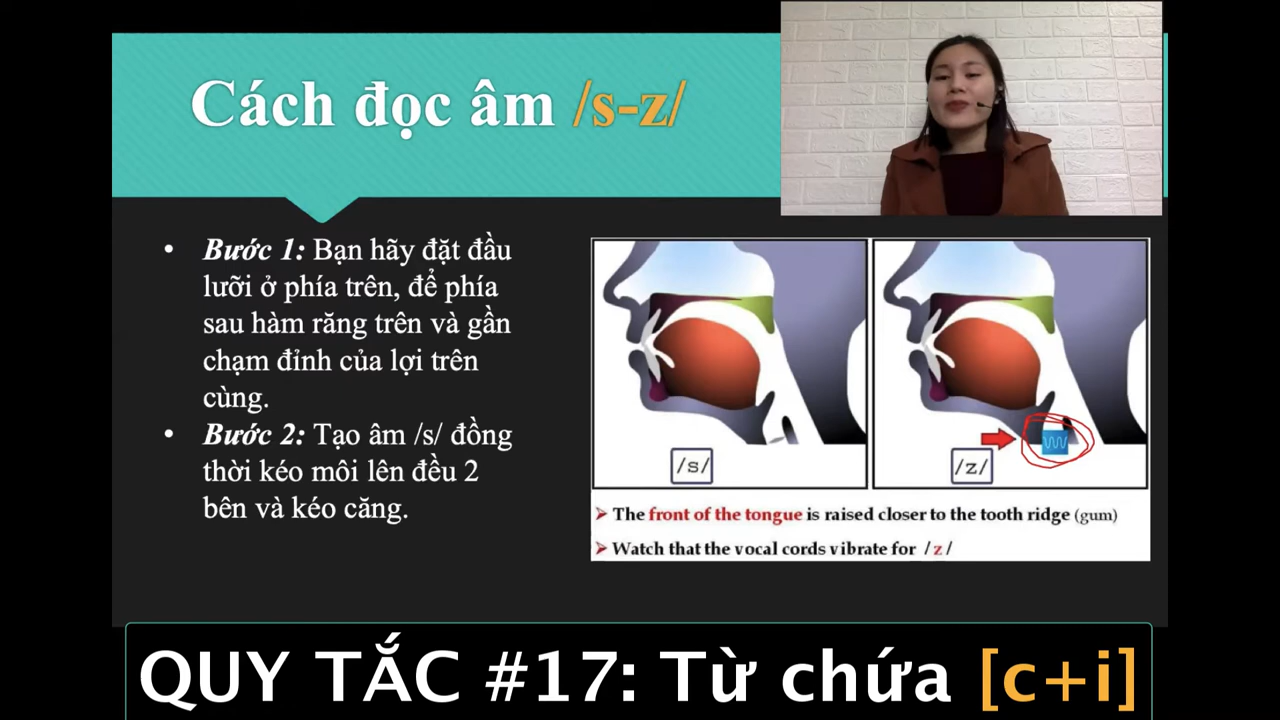 Cách đọc âm /s-z/
• Bước 1: Bạn hãy đặt đầu
lưỡi ở phía trên, để phía
sau hàm răng trên và gần
chạm đỉnh của lợi trên
cùng.
• Bước 2: Tạo âm /s/ đồng
thời kéo môi lên đều 2
bên và kéo căng.
/s/
/z/
➢ The front of the tongue is raised closer to the tooth ridge (gum)
➢ Watch that the vocal cords vibrate for /z/
QUY TẮC #17: Từ chứa [c+i]